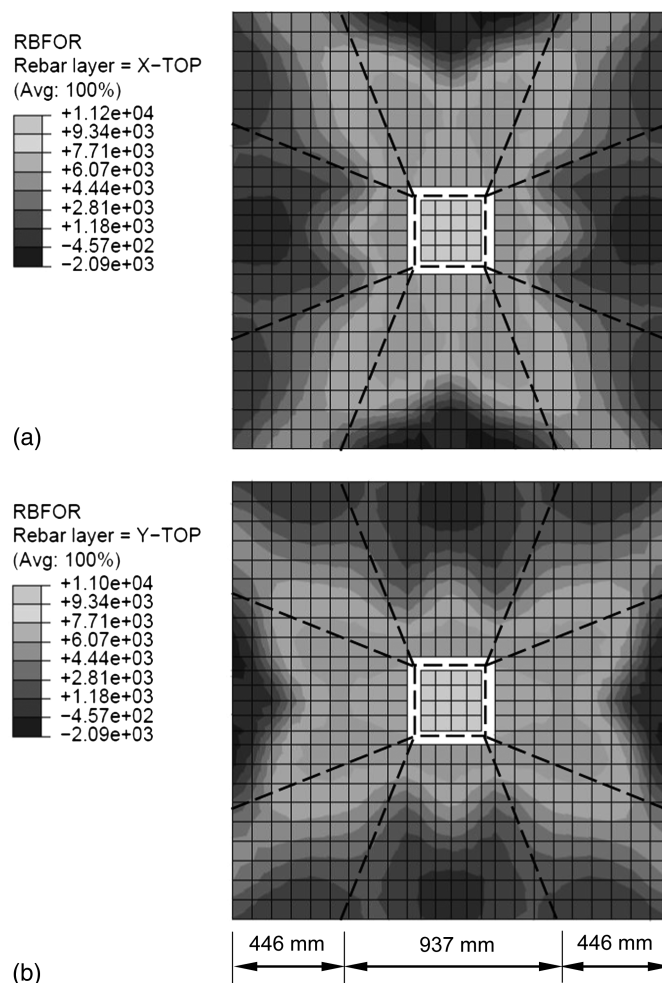 RBFOR
Rebar layer = X−TOP
(Avg: 100%)
+1.12e+04
+9.34e+03
+7.71e+03
+6.07e+03
+4.44e+03
+2.81e+03
+1.18e+03
−4.57e+02
−2.09e+03
(a)
RBFOR
Rebar layer = Y−TOP
(Avg: 100%)
+1.10e+04
+9.34e+03
+7.71e+03
+6.07e+03
+4.44e+03
+2.81e+03
+1.18e+03
−4.57e+02
−2.09e+03
446 mm 937 mm 446 mm
(b)